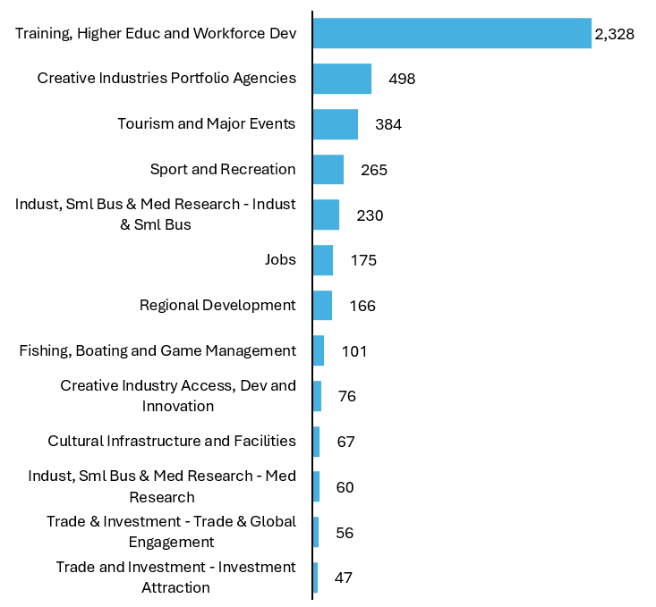 Training, Higher Educ and Workforce Dev 2,328
Creative Industries Portfolio Agencies 498
Tourism and Major Events 384
Sport and Recreation 265
Indust, Sml Bus & Med Research - Indust
& Sml Bus 230
Jobs 175
Regional Development 166
Fishing, Boating and Game Management 101
Creative Industry Access, Dev and
Innovation 76
Cultural Infrastructure and Facilities 67
Indust, Sml Bus & Med Research - Med
Research 60
Trade & Investment - Trade & Global
Engagement 56
Trade and Investment - Investment
Attraction 47